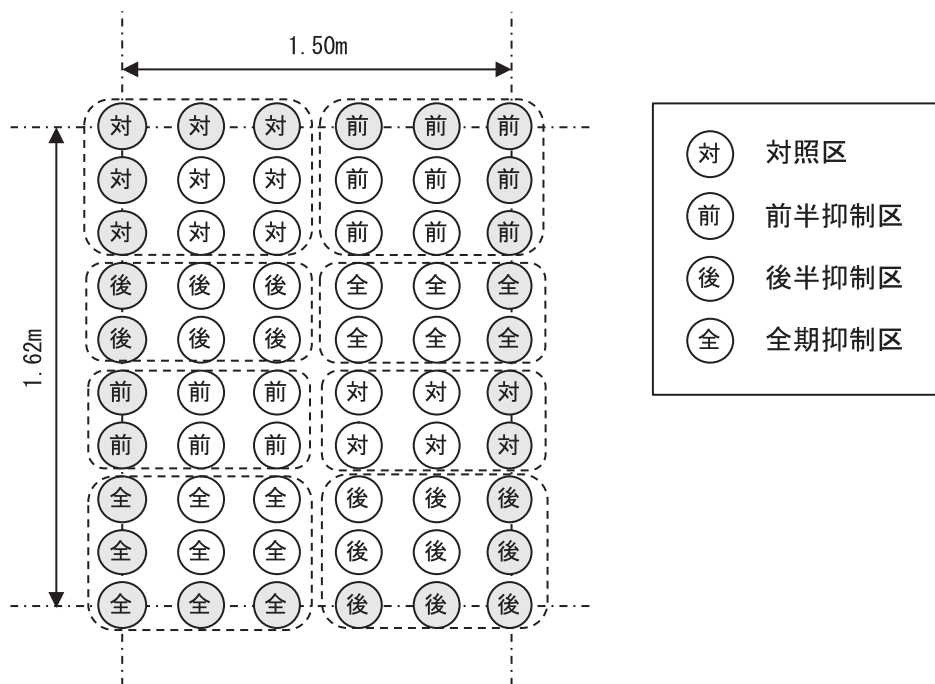 1.50m
対 対 対 前 前 前
対 対 対 前 前 前
対 対 対 前 前 前
後 後 後 全 全 全
後 後 後 全 全 全
1.62m
前 前 前 対 対 対
前 前 前 対 対 対
全 全 全 後 後 後
全 全 全 後 後 後
全 全 全 後 後 後
対 対照区
前 前半抑制区
後 後半抑制区
全 全期抑制区